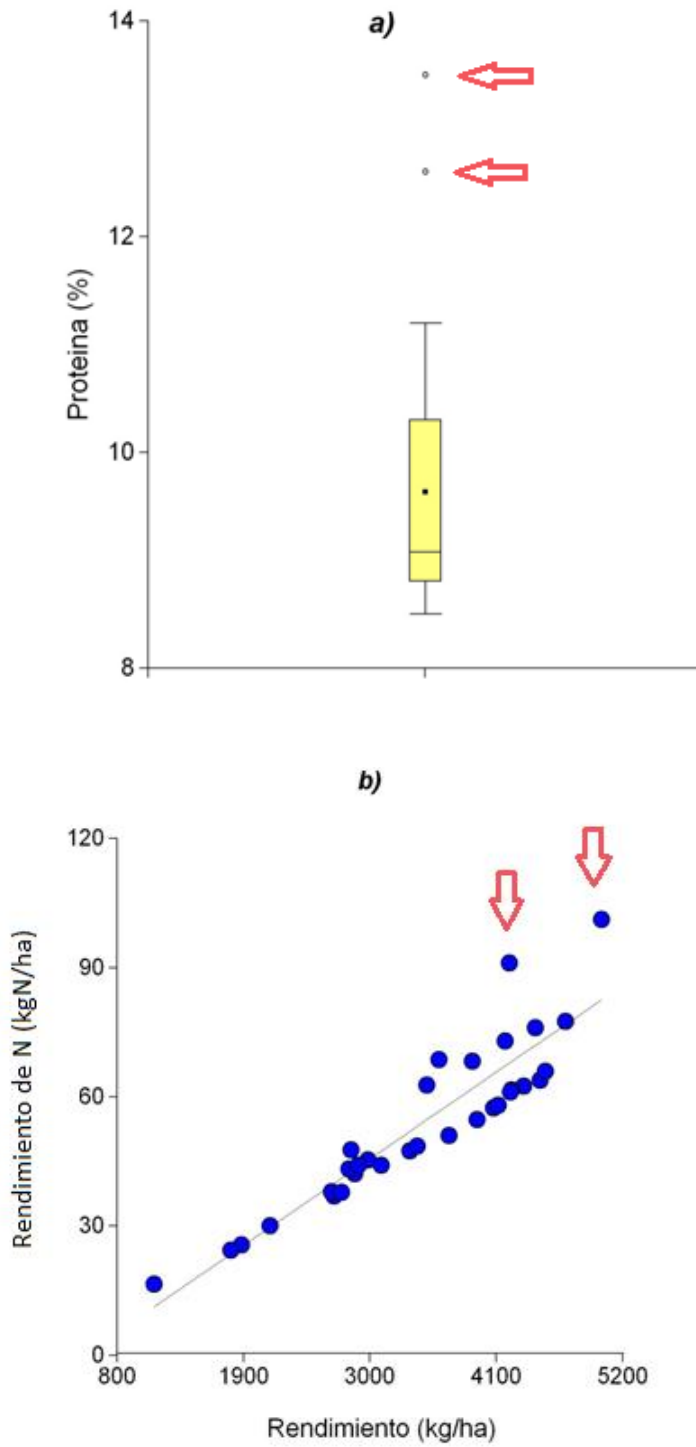 a)
14
12
10
8
Proteina (%)
b)
120
90
60
30
0
Rendimiento de N (kgN/ha)
800 1900 3000 4100 5200
Rendimiento (kg/ha)